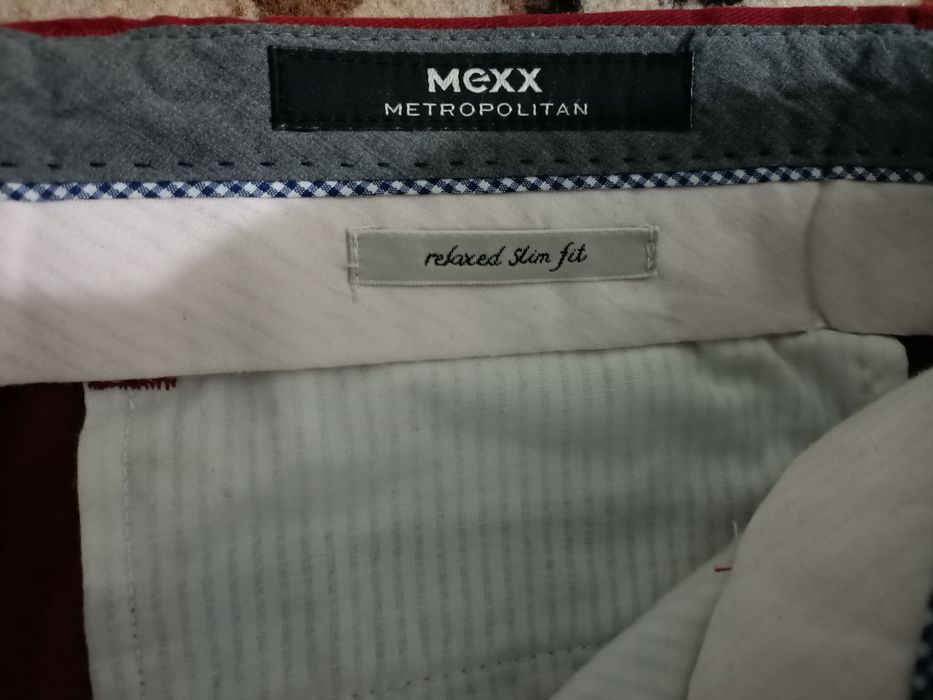 Mexx
METROPOLITAN
relaxed slim fit